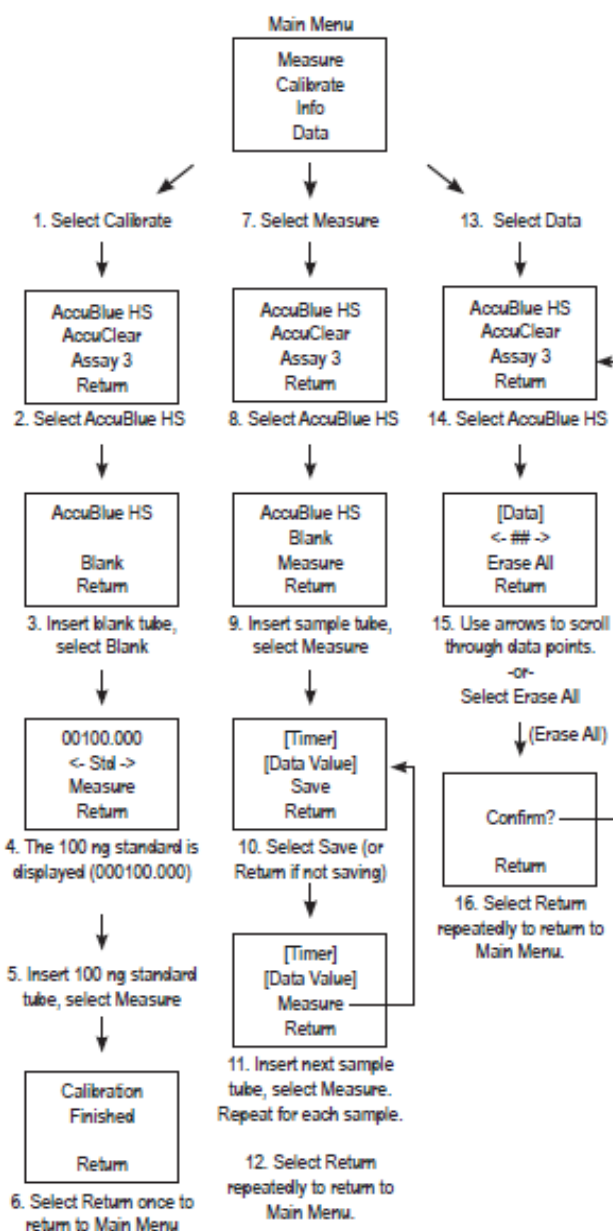 Main Menu
Measure
Calibrate
Info
Data
1. Select Calibrate
AccuBlue HS
AccuClear
Assay 3
Return
2. Select AccuBlue HS
AccuBlue HS
Blank
Return
3. Insert blank tube,
select Blank
00100.000
<- Std ->
Measure
Return
4. The 100 ng standard is
displayed (000100.000)
5. Insert 100 ng standard
tube, select Measure
Calibration
Finished
Return
6. Select Return once to
return to Main Menu
7. Select Measure
AccuBlue HS
AccuClear
Assay 3
Return
8. Select AccuBlue HS
AccuBlue HS
Blank
Measure
Return
9. Insert sample tube,
select Measure
[Timer]
[Data Value]
Save
Return
10. Select Save (or
Return if not saving)
[Timer]
[Data Value]
Measure
Return
11. Insert next sample
tube, select Measure.
Repeat for each sample.
12. Select Return
repeatedly to return to
Main Menu.
13. Select Data
AccuBlue HS
AccuClear
Assay 3
Return
14. Select AccuBlue HS
[Data]
<- ## ->
Erase All
Return
15. Use arrows to scroll
through data points.
-or-
Select Erase All
(Erase All)
Confirm?
Return
16. Select Return
repeatedly to return to
Main Menu.